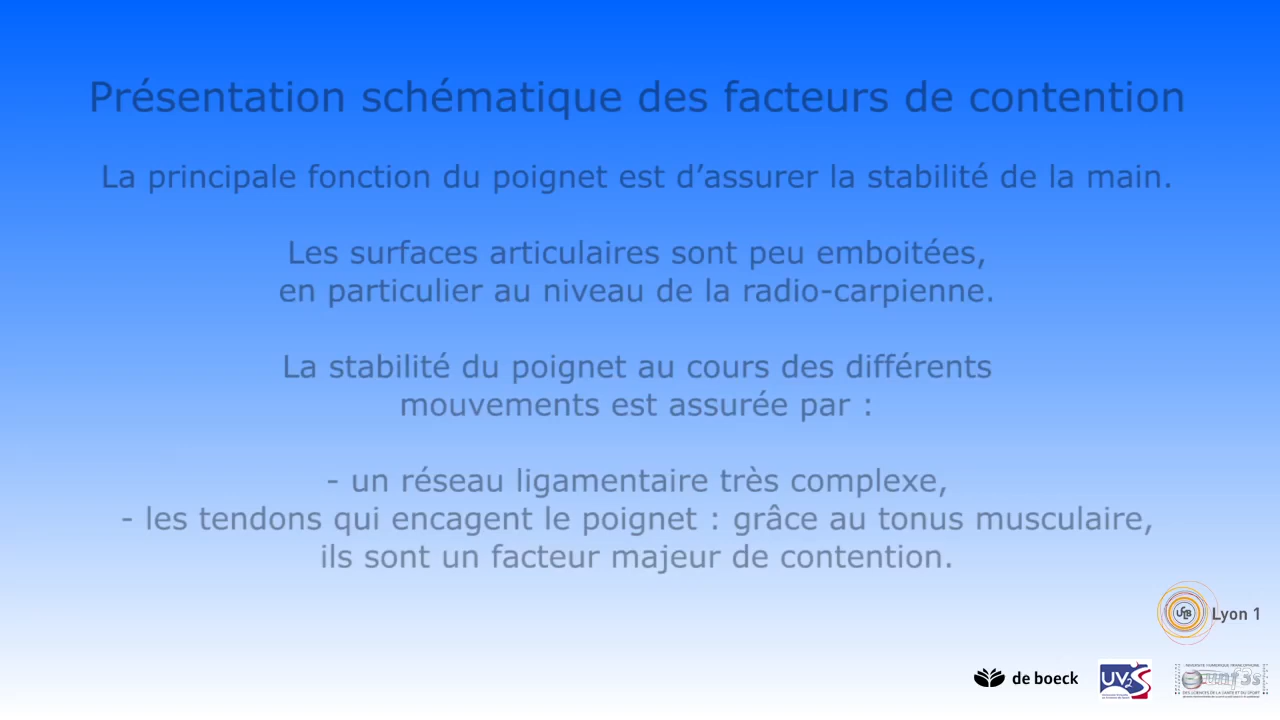 Présentation schématique des facteurs de contention
La principale fonction du poignet est d’assurer la stabilité de la main.
Les surfaces articulaires sont peu emboitées,
en particulier au niveau de la radio-carpienne.
La stabilité du poignet au cours des différents
mouvements est assurée par :
- un réseau ligamentaire très complexe,
- les tendons qui encagent le poignet : grâce au tonus musculaire,
ils sont un facteur majeur de contention.
Lyon 1
de boeck
UV2S
unf3s